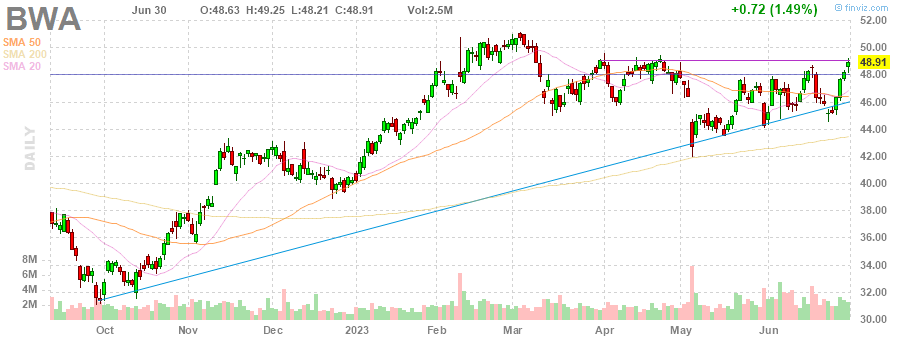 BWA
Jun 30 O:48.63 H:49.25 L:48.21 C:48.91 Vol:2.5M +0.72 (1.49%)
© finviz.com
SMA 50
SMA 200
SMA 20
DAILY
52.00
50.00
48.91
48.00
46.00
44.00
42.00
40.00
38.00
36.00
34.00
32.00
30.00
8M
6M
4M
2M
Oct Nov Dec 2023 Feb Mar Apr May Jun